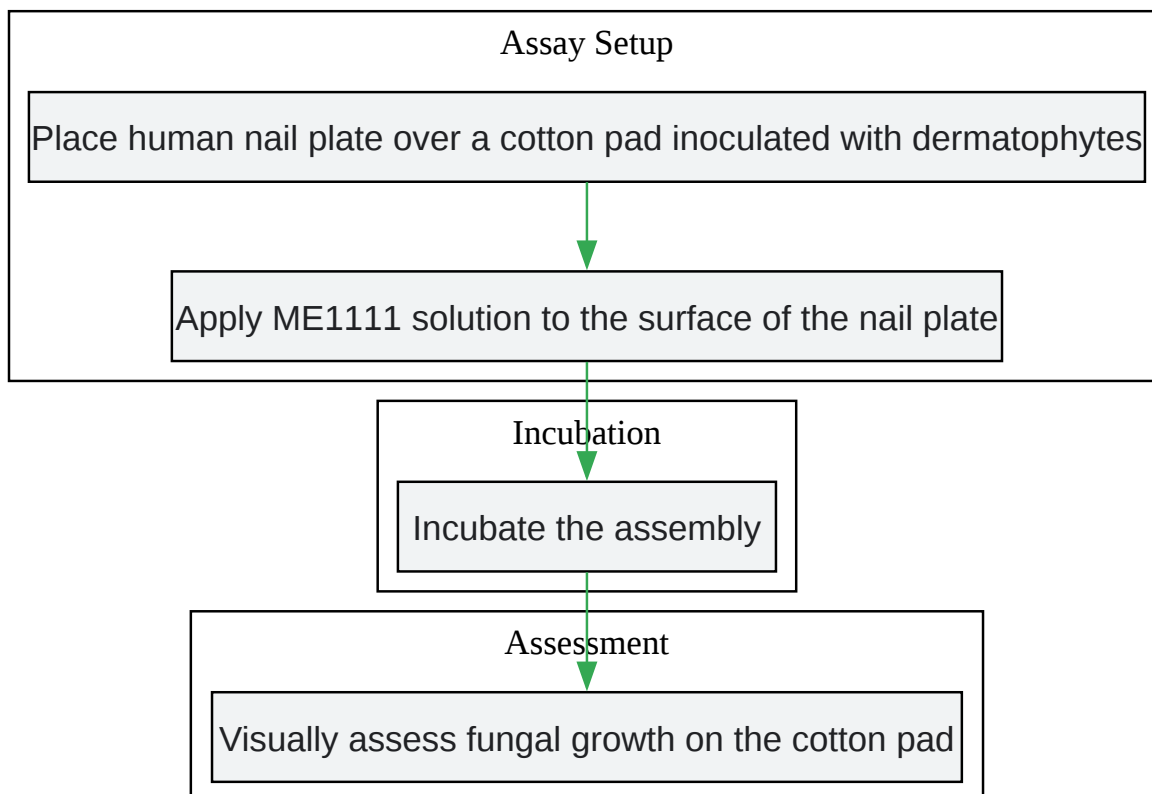 Assay Setup
Place human nail plate over a cotton pad inoculated with dermatophytes
Apply ME1111 solution to the surface of the nail plate
Incubation
Incubate the assembly
Assessment
Visually assess fungal growth on the cotton pad